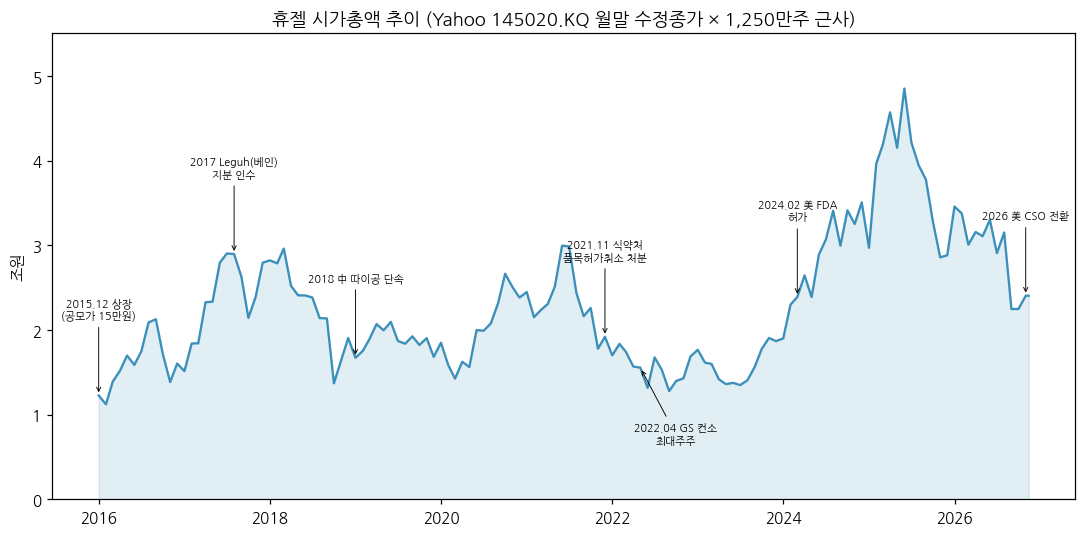 휴젤 시가총액 추이 (Yahoo 145020.KQ 월말 수정종가 × 1,250만주 근사)
조원
5
4
3
2
1
0
2015.12 상장
(공모가 15만원)
2017 Leguh(베인)
지분 인수
2018 中 따이공 단속
2021.11 식약처
품목허가취소 처분
2022.04 GS 컨소
최대주주
2024.02 美 FDA
허가
2026 美 CSO 전환
2016
2018
2020
2022
2024
2026